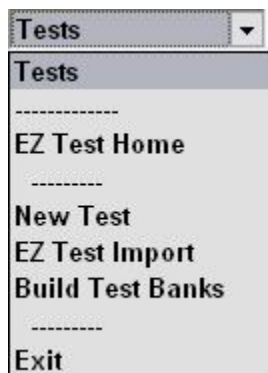 Tests
Tests
-------------
EZ Test Home
---------
New Test
EZ Test Import
Build Test Banks
---------
Exit